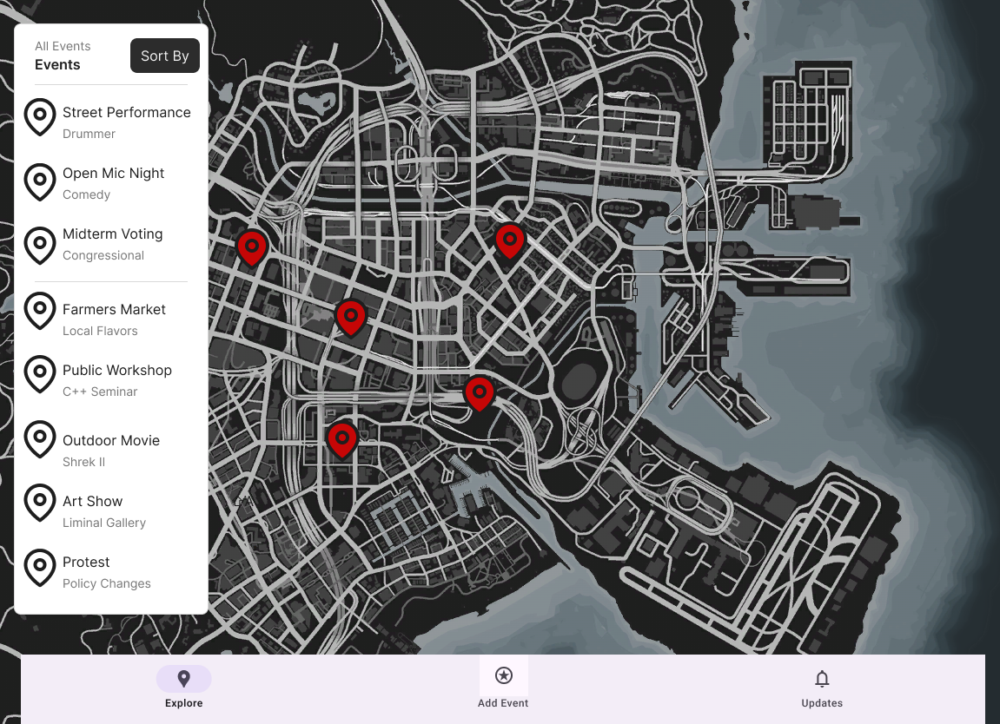 All Events
Events
Sort By
Street Performance
Drummer
Open Mic Night
Comedy
Midterm Voting
Congressional
Farmers Market
Local Flavors
Public Workshop
C++ Seminar
Outdoor Movie
Shrek II
Art Show
Liminal Gallery
Protest
Policy Changes
Explore
Add Event
Updates